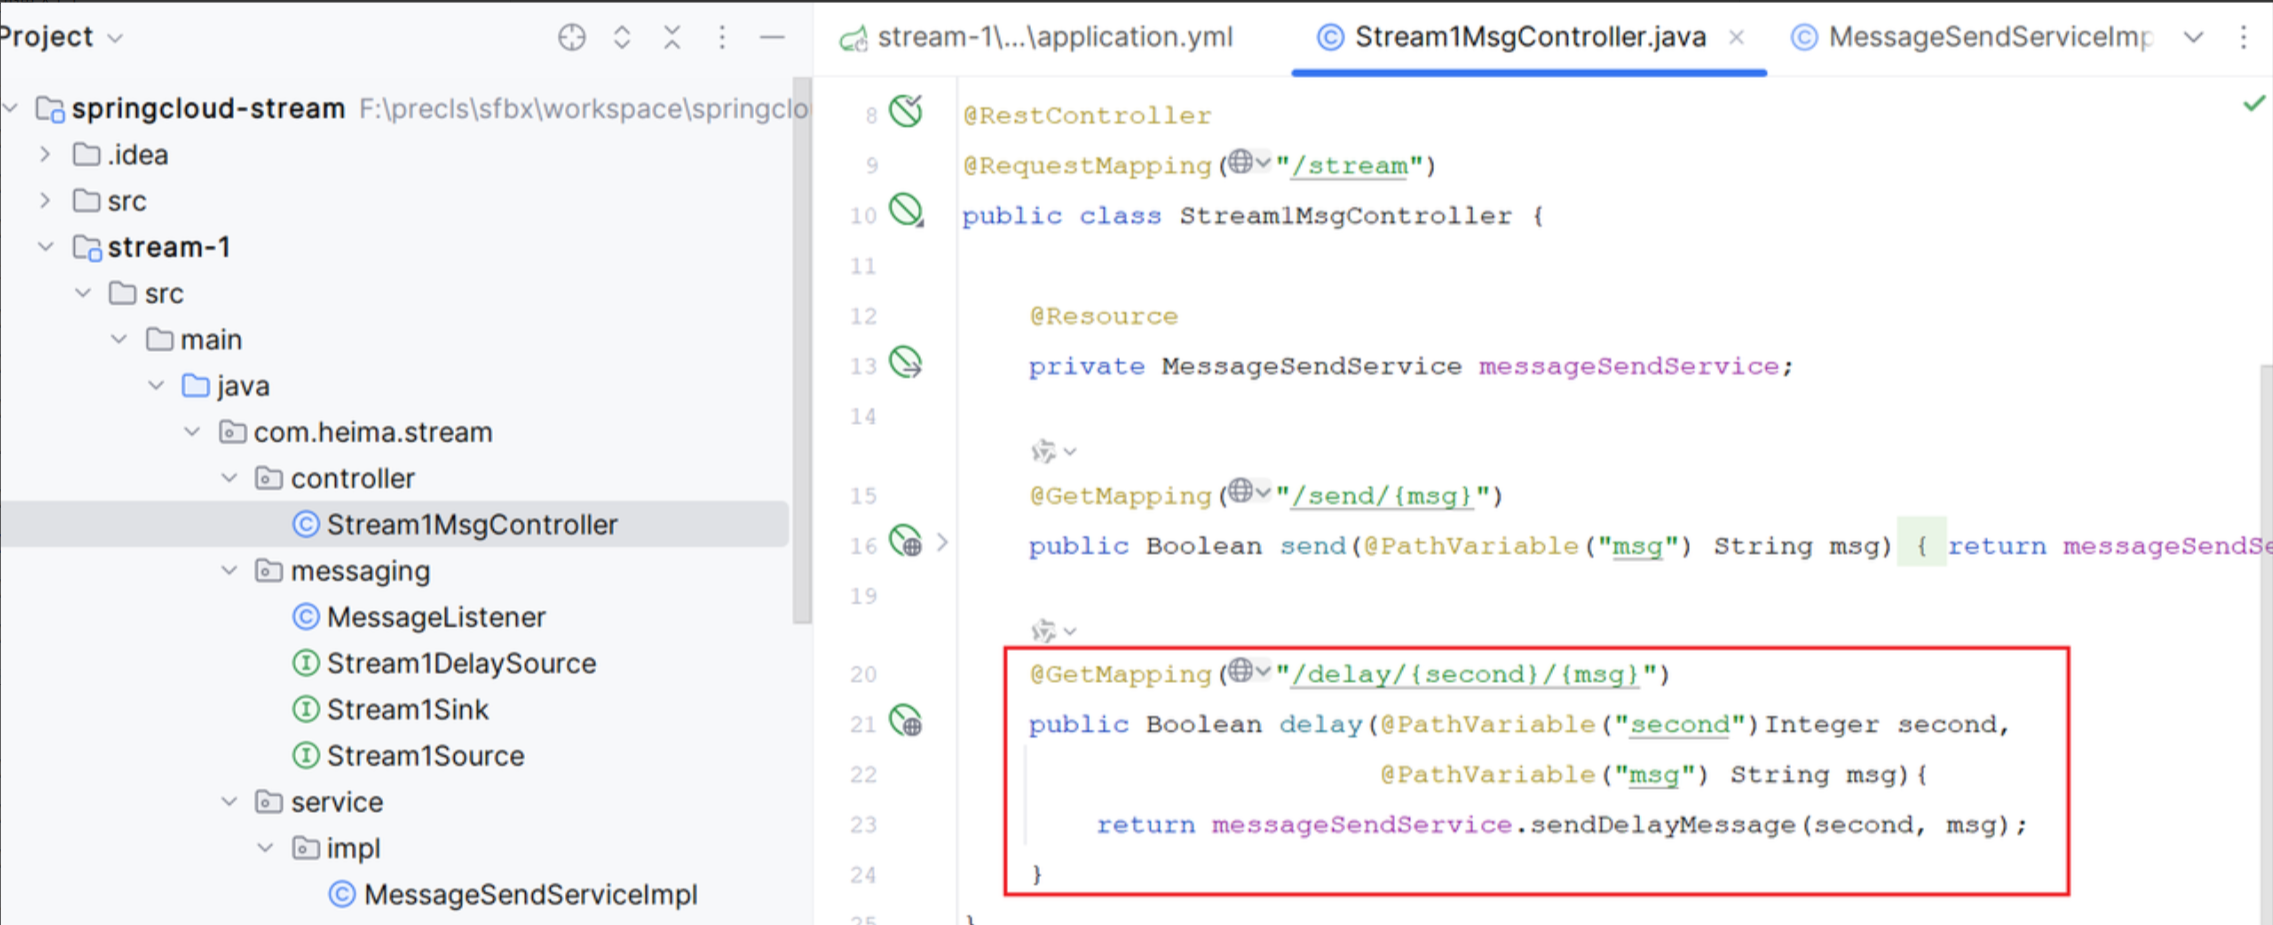 Project
springcloud-stream F:\precls\sfbx\workspace\springclo
.idea
src
stream-1
src
main
java
com.heima.stream
controller
Stream1MsgController
messaging
MessageListener
Stream1DelaySource
Stream1Sink
Stream1Source
service
impl
MessageSendServiceImpl
stream-1\...\application.yml Stream1MsgController.java MessageSendServiceImp
8 @RestController
9 @RequestMapping("/stream")
10 public class Stream1MsgController {
11
12 @Resource
13 private MessageSendService messageSendService;
14
15 @GetMapping("/send/{msg}")
16 public Boolean send(@PathVariable("msg") String msg) { return messageSendSe
19
20 @GetMapping("/delay/{second}/{msg}")
21 public Boolean delay(@PathVariable("second")Integer second,
22 @PathVariable("msg") String msg){
23 return messageSendService.sendDelayMessage(second, msg);
24 }
25 }